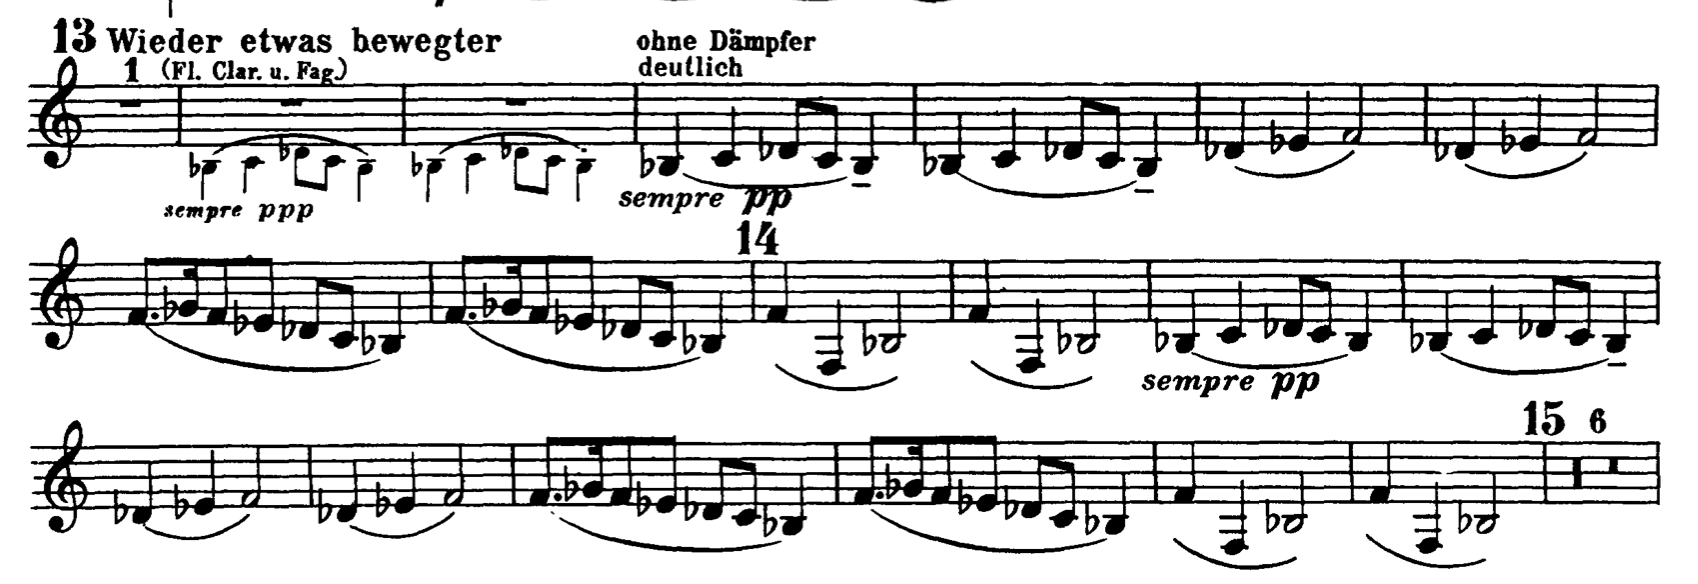 13 Wieder etwas bewegter
ohne Dämpfer
1 (Fl. Clar. u. Fag.)
deutlich
sempre ppp
sempre pp
14
sempre pp
15 6